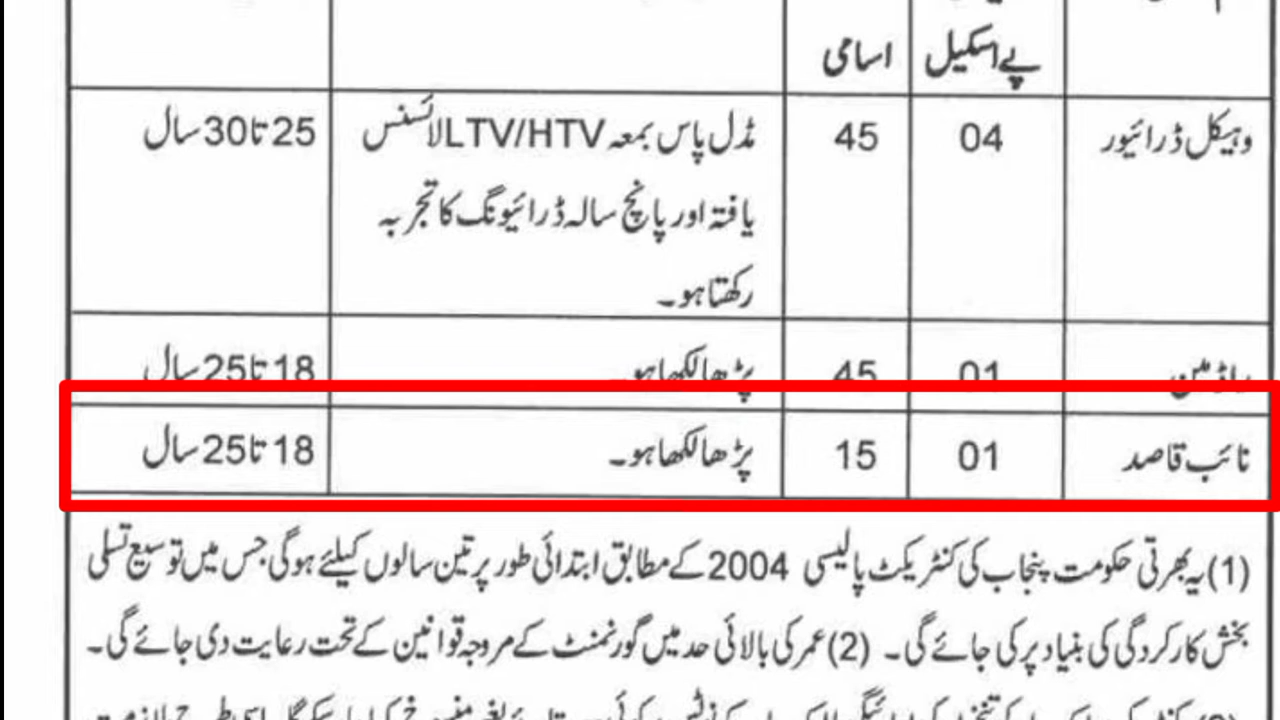 پے اسکیل اسامی
وہیکل ڈرائیور 04 45 مڈل پاس بمعہ LTV/HTV لائسنس 25 تا 30 سال
یافتہ اور پانچ سالہ ڈرائیونگ کا تجربہ
رکھتا ہو۔
01 45 پڑھا لکھا ہو۔ 18 تا 25 سال
نائب قاصد 01 15 پڑھا لکھا ہو۔ 18 تا 25 سال
(1) یہ بھرتی حکومت پنجاب کی کنٹریکٹ پالیسی 2004 کے مطابق ابتدائی طور پر تین سالوں کیلئے ہوگی جس میں توسیع تسلی
بخش کارکردگی کی بنیاد پر کی جائے گی۔ (2) عمر کی بالائی حد میں گورنمنٹ کے مروجہ قوانین کے تحت رعایت دی جائے گی۔